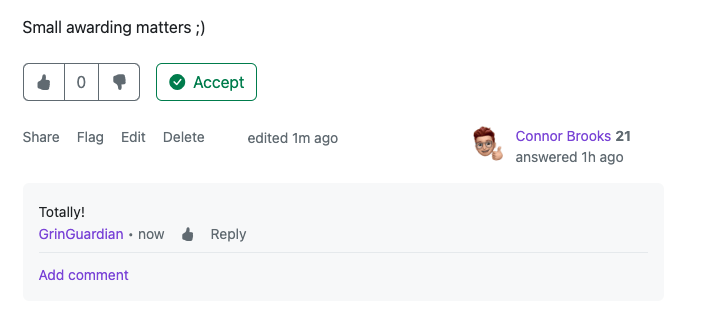 Small awarding matters ;)
0
Accept
Share Flag Edit Delete edited 1m ago Connor Brooks 21
answered 1h ago
Totally!
GrinGuardian • now Reply
Add comment